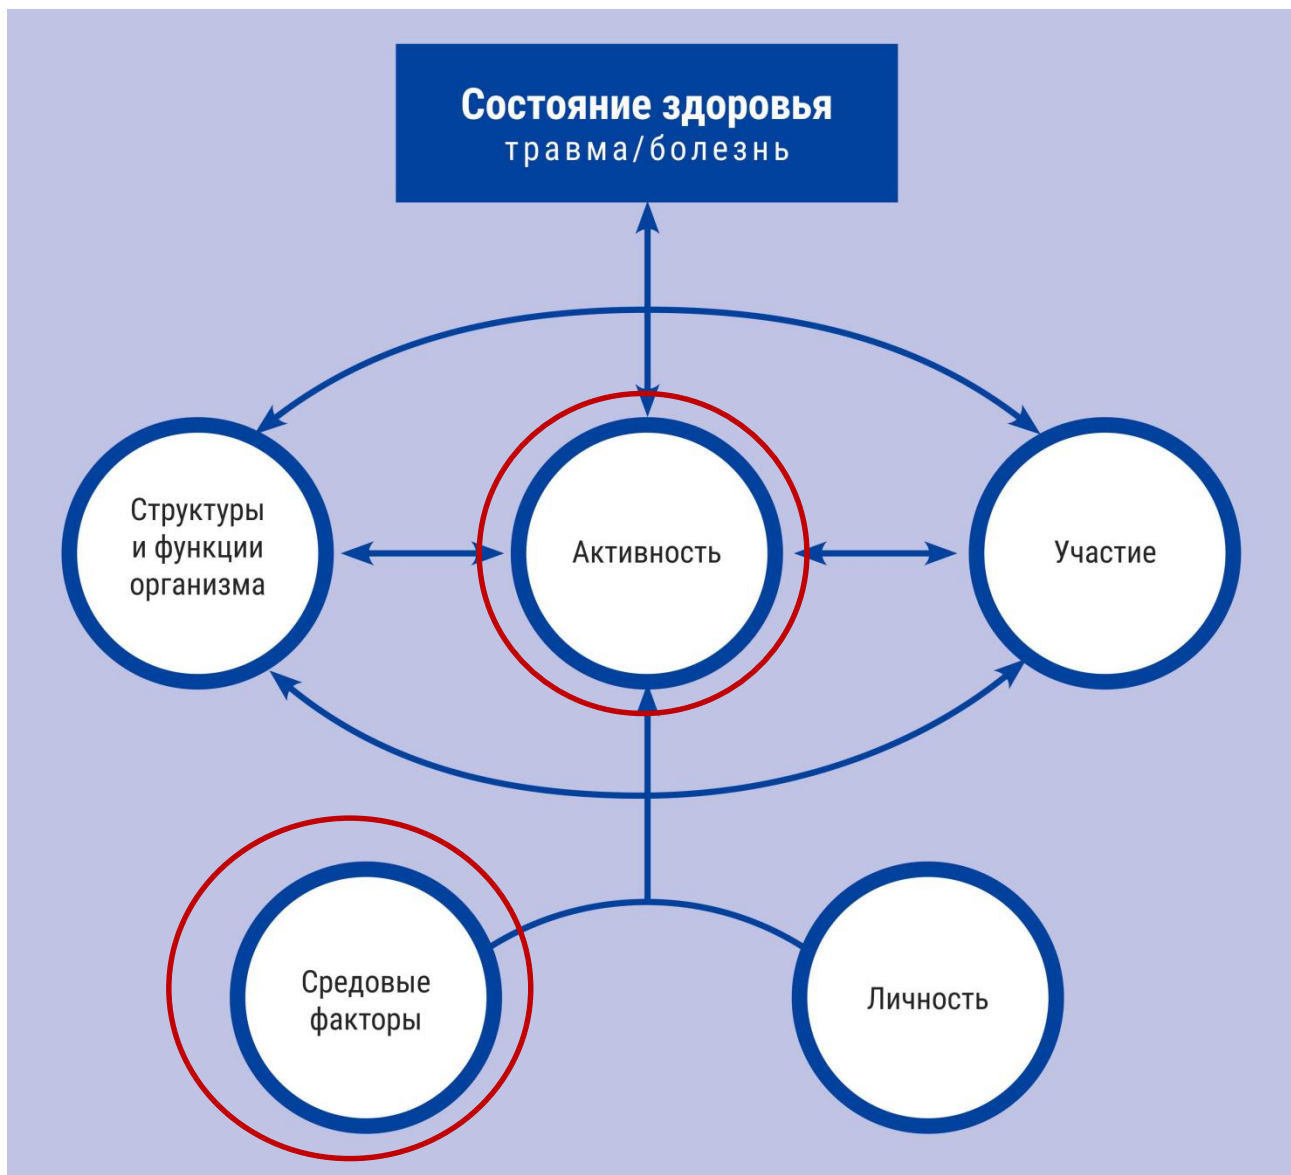 Состояние здоровья
травма/болезнь
Структуры
и функции
организма
Активность
Участие
Средовые
факторы
Личность